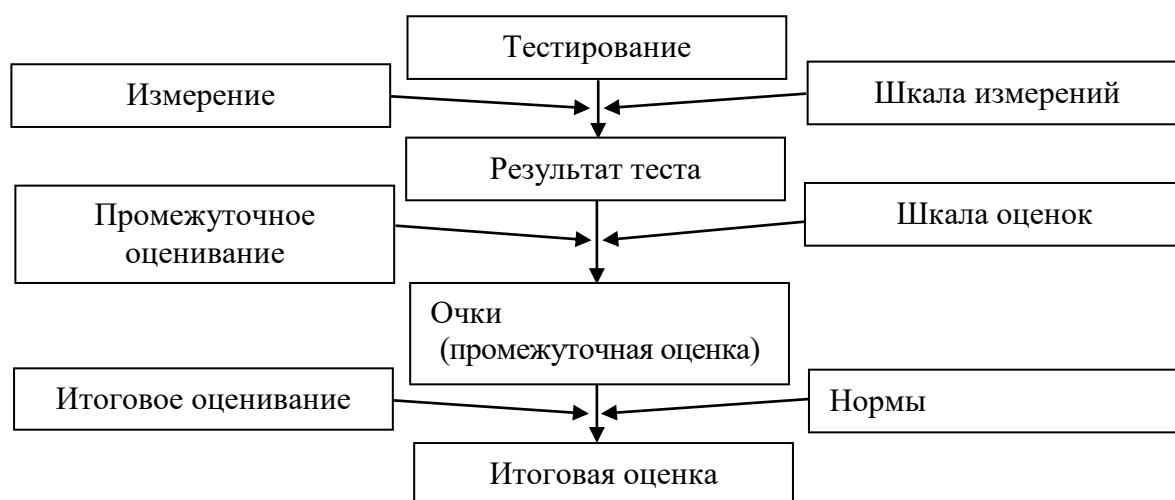 Тестирование
Измерение
Шкала измерений
Результат теста
Промежуточное
оценивание
Шкала оценок
Очки
(промежуточная оценка)
Итоговое оценивание
Нормы
Итоговая оценка